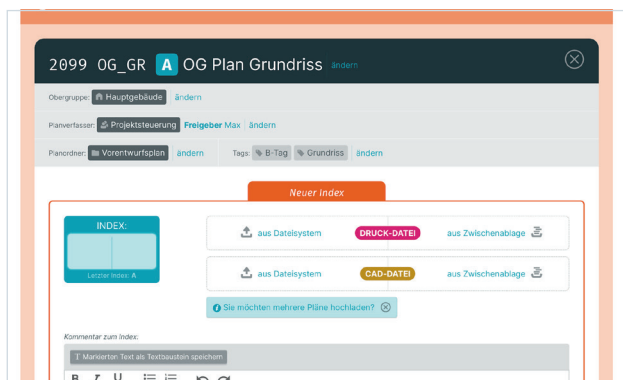 2099 OG_GR A OG Plan Grundriss ändern
Obergruppe: Hauptgebäude ändern
Planverfasser: Projektsteuerung Freigeber Max ändern
Planordner: Vorentwurfsplan ändern Tags: B-Tag Grundriss ändern
Neuer Index
INDEX:
Letzter Index: A
aus Dateisystem DRUCK-DATEI aus Zwischenablage
aus Dateisystem CAD-DATEI aus Zwischenablage
Sie möchten mehrere Pläne hochladen?
Kommentar zum Index:
T Markierten Text als Textbaustein speichern
B I U